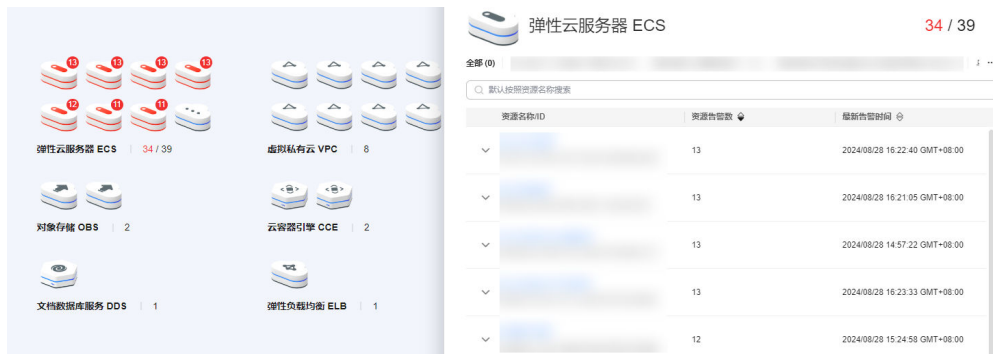 13 13 13 13
12 11 11
弹性云服务器 ECS 34 / 39
虚拟私有云 VPC 8
对象存储 OBS 2
云容器引擎 CCE 2
文档数据库服务 DDS 1
弹性负载均衡 ELB 1
弹性云服务器 ECS 34 / 39
全部 (0)
默认按照资源名称搜索
资源名称/ID 资源告警数 最新告警时间
13 2024/08/28 16:22:40 GMT+08:00
13 2024/08/28 16:21:05 GMT+08:00
13 2024/08/28 14:57:22 GMT+08:00
13 2024/08/28 16:23:33 GMT+08:00
12 2024/08/28 15:24:58 GMT+08:00